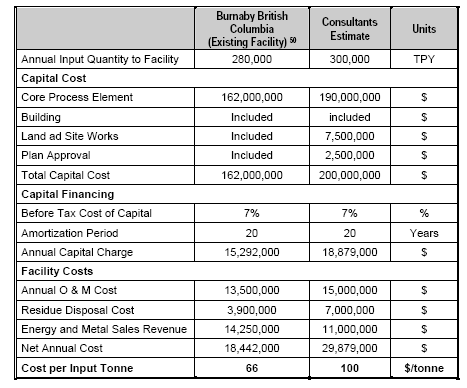 Burnaby British Columbia (Existing Facility) 50 Consultants Estimate Units
Annual Input Quantity to Facility 280,000 300,000 TPY
Capital Cost
Core Process Element 162,000,000 190,000,000 $
Building Included included $
Land ad Site Works Included 7,500,000 $
Plan Approval Included 2,500,000 $
Total Capital Cost 162,000,000 200,000,000 $
Capital Financing
Before Tax Cost of Capital 7% 7% %
Amortization Period 20 20 Years
Annual Capital Charge 15,292,000 18,879,000 $
Facility Costs
Annual O & M Cost 13,500,000 15,000,000 $
Residue Disposal Cost 3,900,000 7,000,000 $
Energy and Metal Sales Revenue 14,250,000 11,000,000 $
Net Annual Cost 18,442,000 29,879,000 $
Cost per Input Tonne 66 100 $/tonne